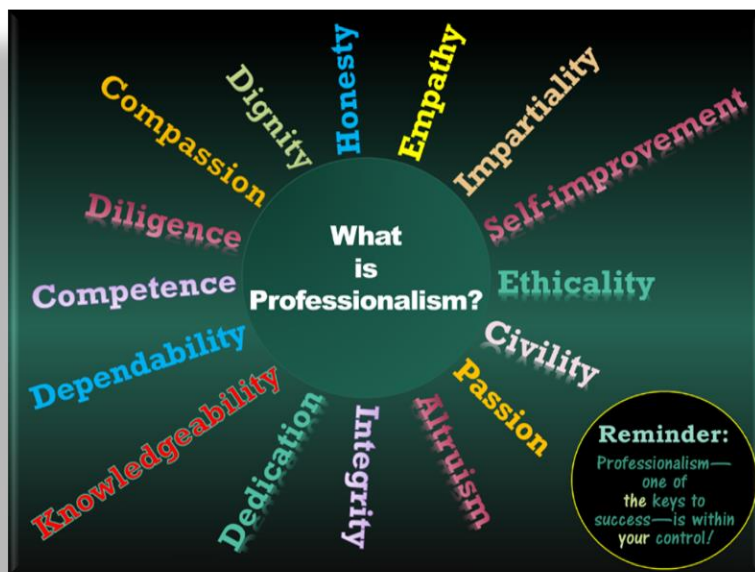 What
is
Professionalism?
Honesty
Empathy
Impartiality
Self-improvement
Ethicality
Civility
Passion
Altruism
Integrity
Dedication
Knowledgeability
Dependability
Competence
Diligence
Compassion
Dignity
Reminder:
Professionalism—
one of
the keys to
success—is within
your control!